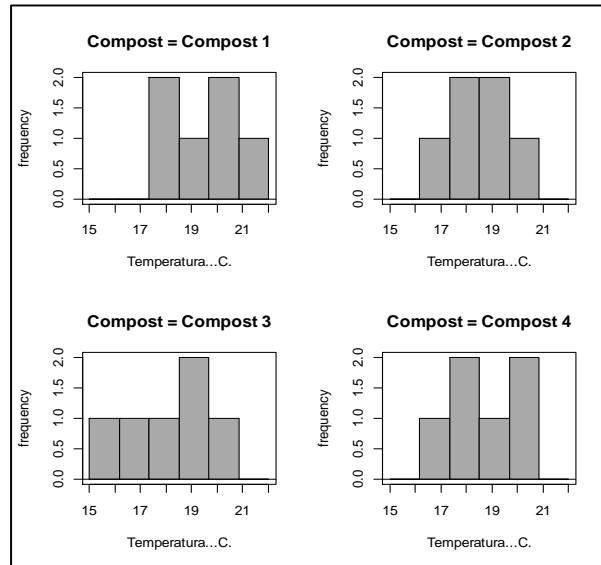 Compost = Compost 1
frequency
0.0 0.5 1.0 1.5 2.0
15 17 19 21
Temperatura...C.
Compost = Compost 2
frequency
0.0 0.5 1.0 1.5 2.0
15 17 19 21
Temperatura...C.
Compost = Compost 3
frequency
0.0 0.5 1.0 1.5 2.0
15 17 19 21
Temperatura...C.
Compost = Compost 4
frequency
0.0 0.5 1.0 1.5 2.0
15 17 19 21
Temperatura...C.